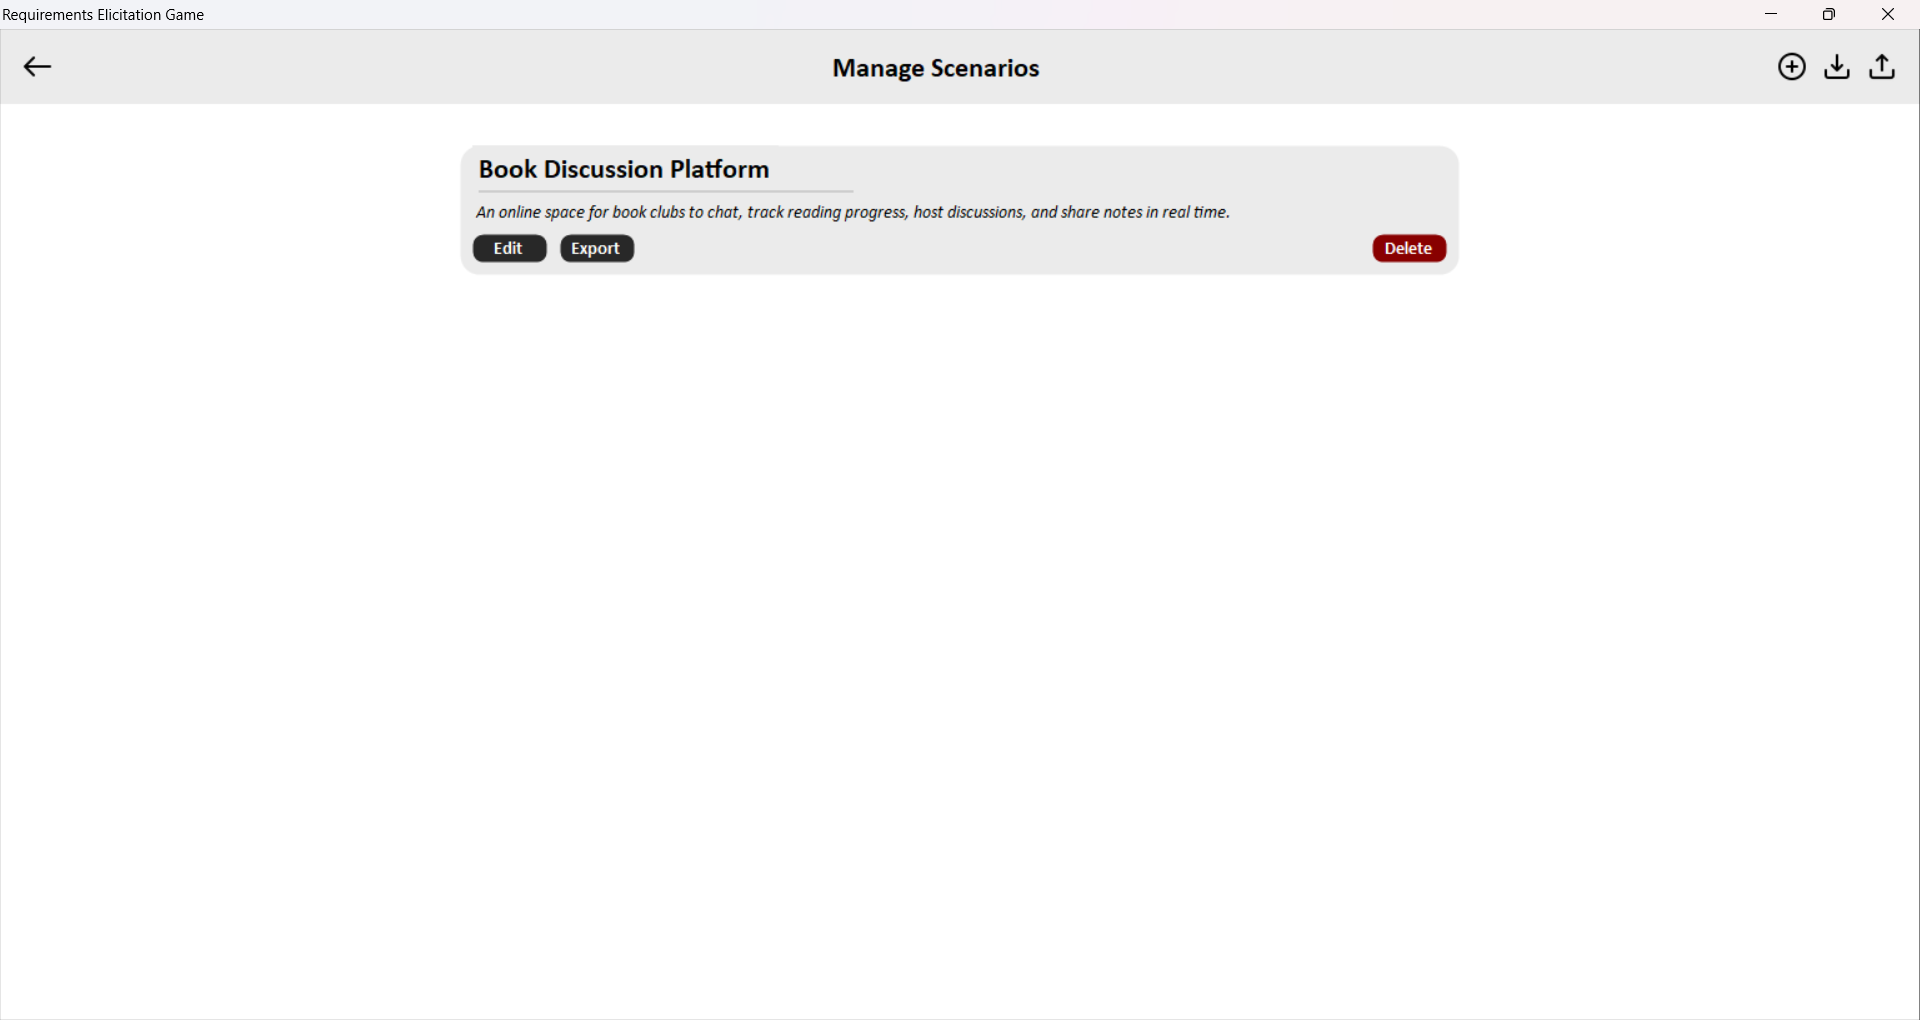 Requirements Elicitation Game
Manage Scenarios
Book Discussion Platform
An online space for book clubs to chat, track reading progress, host discussions, and share notes in real time.
Edit Export Delete